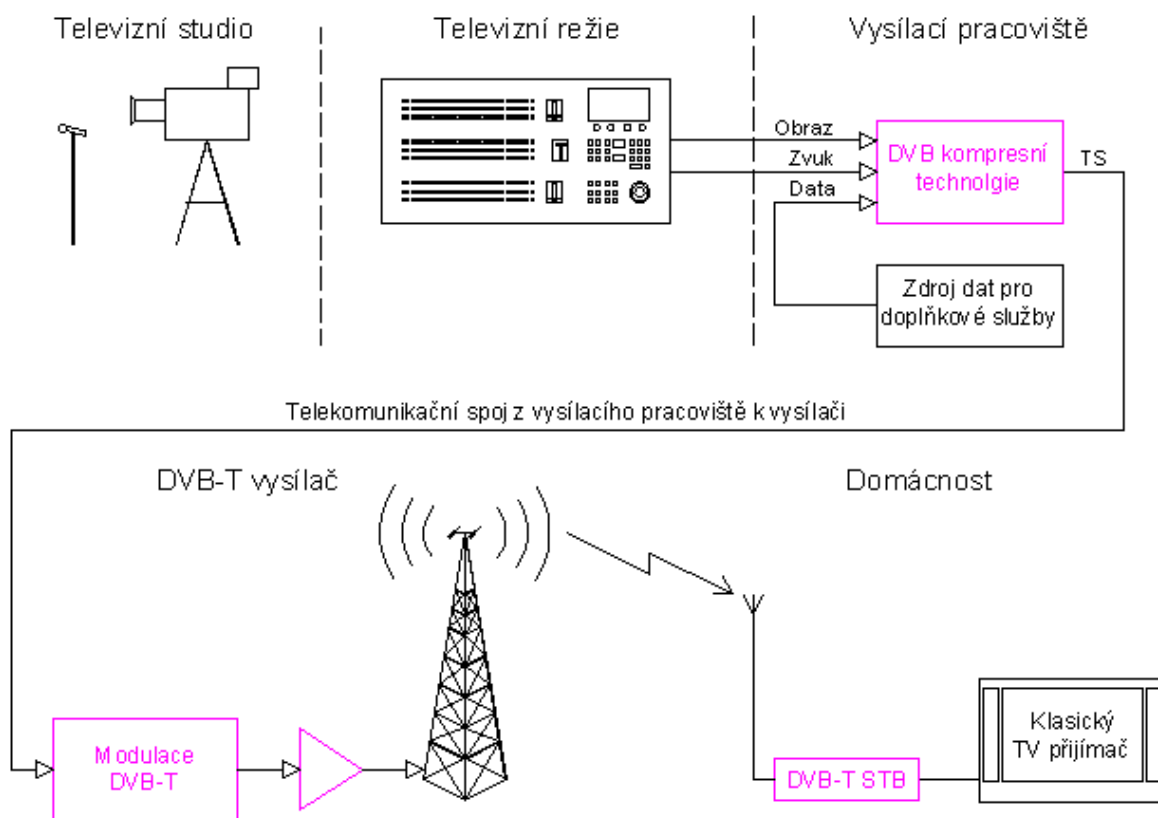 Televizní studio
Televizní režie
Vysílací pracoviště
Obraz
Zvuk
Data
DVB kompresní
technolgie
TS
Zdroj dat pro
doplňkové služby
Telekomunikační spoj z vysílacího pracoviště k vysílači
DVB-T vysílač
Domácnost
Modulace
DVB-T
DVB-T STB
Klasický
TV přijímač